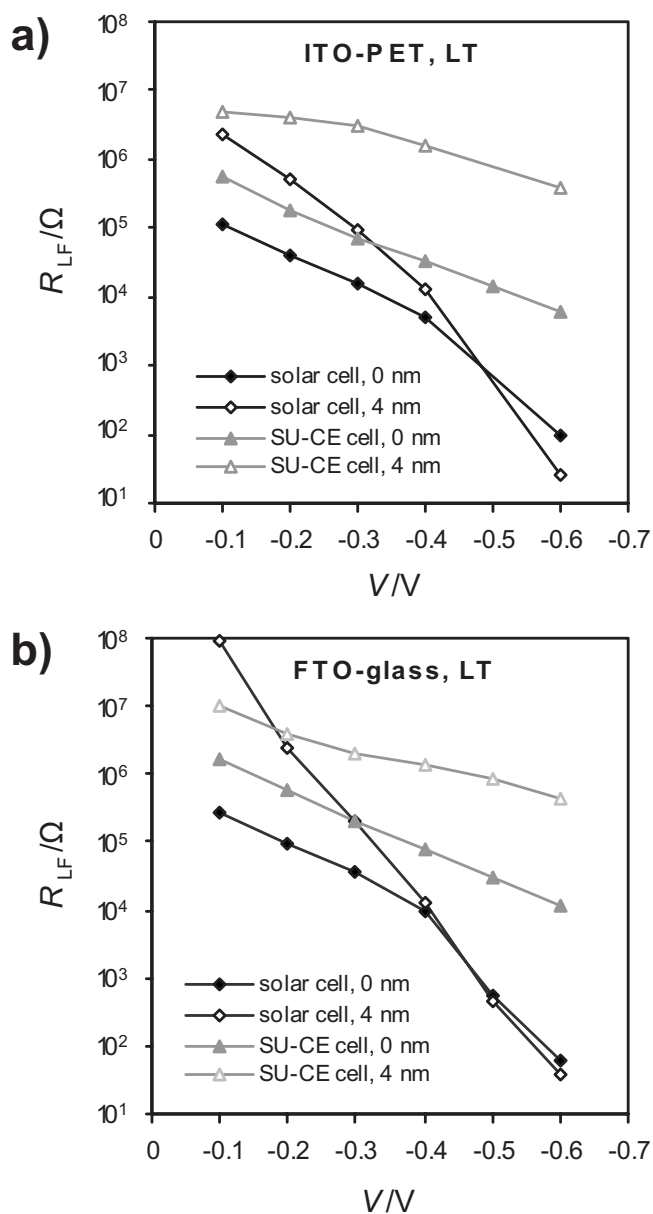 a)
ITO-PET, LT
R_LF/Ω
10⁸
10⁷
10⁶
10⁵
10⁴
10³
10²
10¹
solar cell, 0 nm
solar cell, 4 nm
SU-CE cell, 0 nm
SU-CE cell, 4 nm
0 -0.1 -0.2 -0.3 -0.4 -0.5 -0.6 -0.7
V/V
b)
FTO-glass, LT
R_LF/Ω
10⁸
10⁷
10⁶
10⁵
10⁴
10³
10²
10¹
solar cell, 0 nm
solar cell, 4 nm
SU-CE cell, 0 nm
SU-CE cell, 4 nm
0 -0.1 -0.2 -0.3 -0.4 -0.5 -0.6 -0.7
V/V